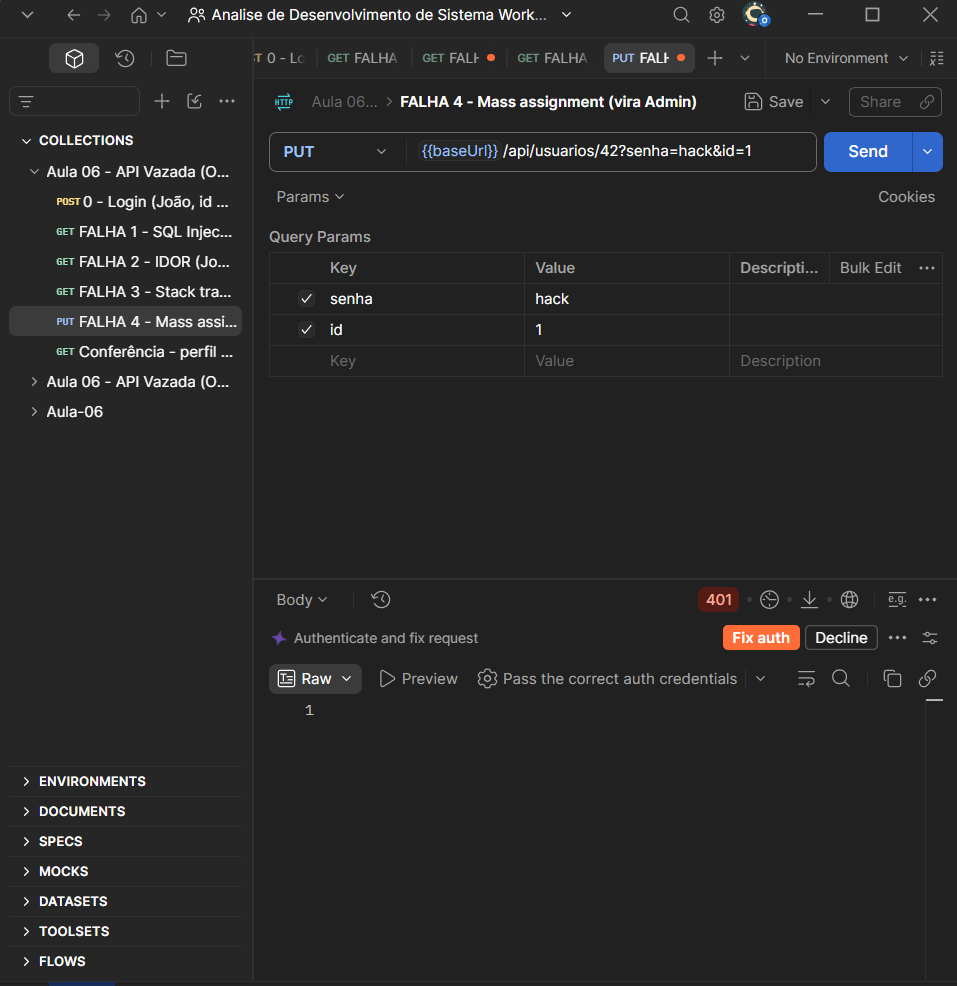 Analise de Desenvolvimento de Sistema Work...
T 0 - Lo
GET FALHA
GET FALH
GET FALHA
PUT FALH
No Environment
COLLECTIONS
Aula 06 - API Vazada (O...
POST 0 - Login (João, id ...
GET FALHA 1 - SQL Injec...
GET FALHA 2 - IDOR (Jo...
GET FALHA 3 - Stack tra...
PUT FALHA 4 - Mass assi...
GET Conferência - perfil ...
Aula 06 - API Vazada (O...
Aula-06
ENVIRONMENTS
DOCUMENTS
SPECS
MOCKS
DATASETS
TOOLSETS
FLOWS
HTTP Aula 06... > FALHA 4 - Mass assignment (vira Admin) Save Share
PUT {{baseUrl}} /api/usuarios/42?senha=hack&id=1 Send
Params Cookies
Query Params
Key Value Descripti... Bulk Edit
senha hack
id 1
Key Value Description
Body 401 e.g.
Authenticate and fix request Fix auth Decline
Raw Preview Pass the correct auth credentials
1